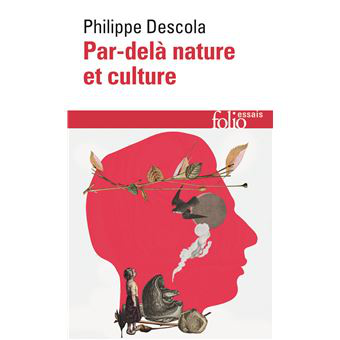 Philippe Descola
Par-delà nature
et culture
essais
folio